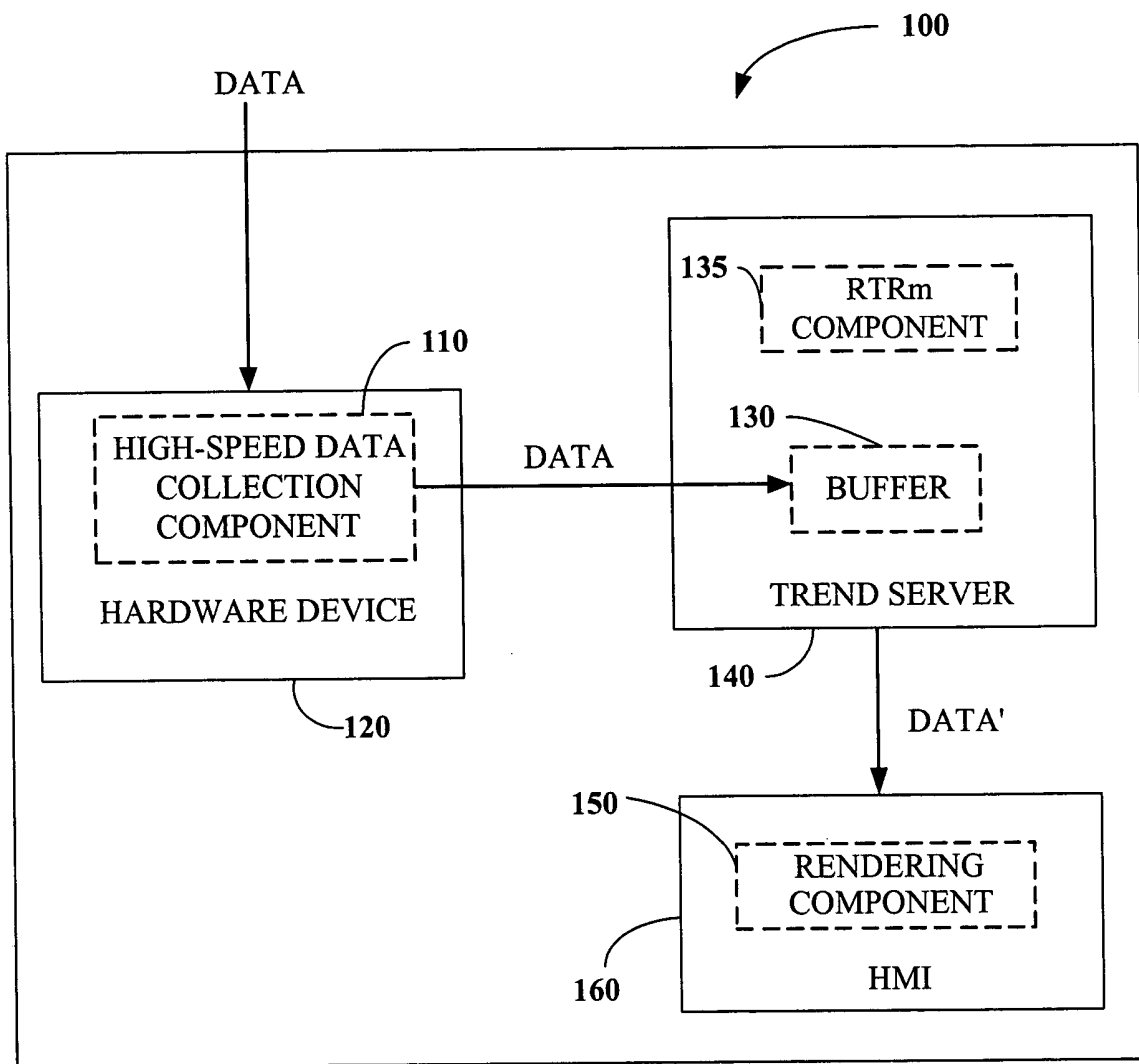 100
DATA
135
RTRm
COMPONENT
110
HIGH-SPEED DATA
COLLECTION
COMPONENT
DATA
130
BUFFER
HARDWARE DEVICE
TREND SERVER
120
140
DATA'
150
RENDERING
COMPONENT
160
HMI